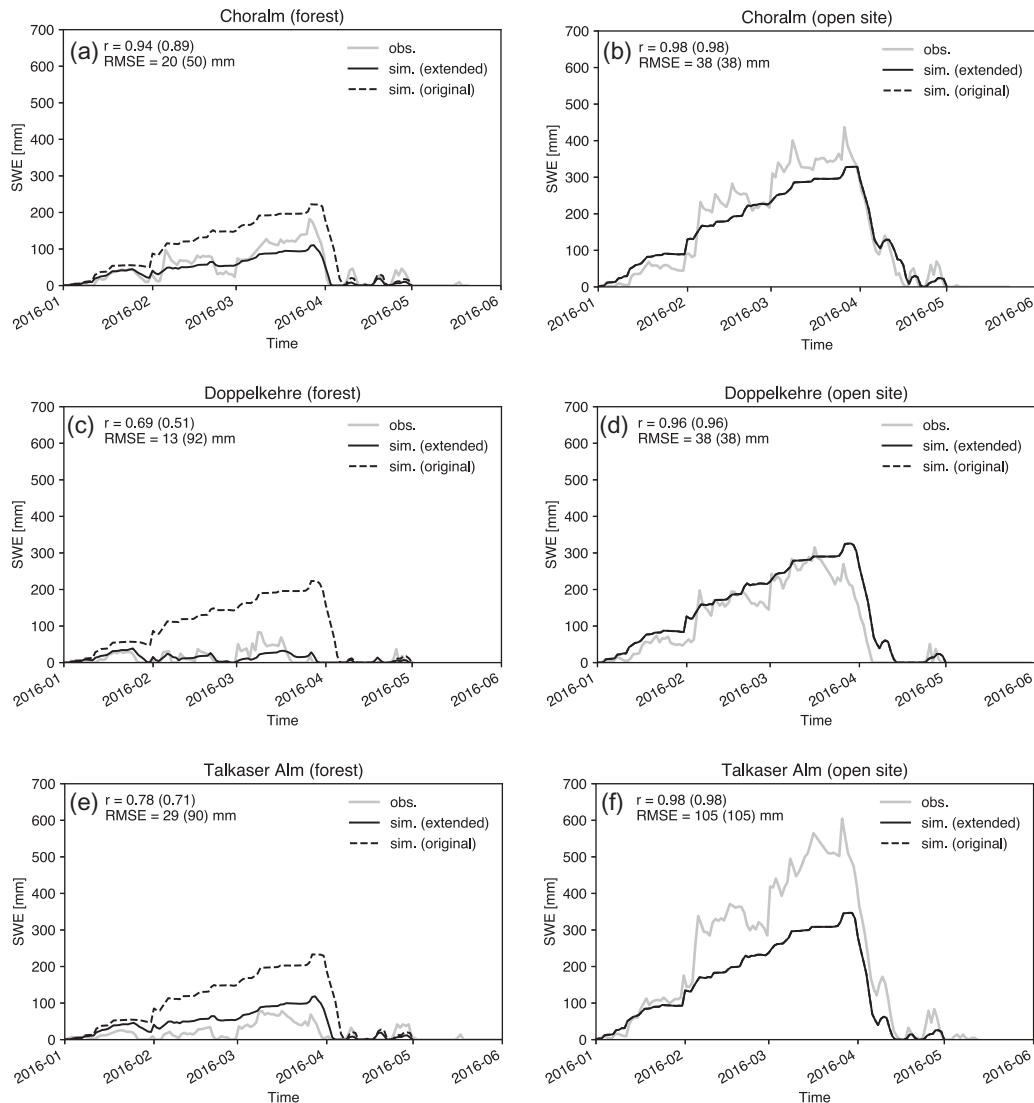 Choralm (forest)
(a)
r = 0.94 (0.89)
RMSE = 20 (50) mm
obs.
sim. (extended)
sim. (original)
SWE [mm]
700
600
500
400
300
200
100
0
2016-01
2016-02
2016-03
2016-04
2016-05
2016-06
Time
Choralm (open site)
(b)
r = 0.98 (0.98)
RMSE = 38 (38) mm
obs.
sim. (extended)
sim. (original)
SWE [mm]
700
600
500
400
300
200
100
0
2016-01
2016-02
2016-03
2016-04
2016-05
2016-06
Time
Doppelkehre (forest)
(c)
r = 0.69 (0.51)
RMSE = 13 (92) mm
obs.
sim. (extended)
sim. (original)
SWE [mm]
700
600
500
400
300
200
100
0
2016-01
2016-02
2016-03
2016-04
2016-05
2016-06
Time
Doppelkehre (open site)
(d)
r = 0.96 (0.96)
RMSE = 38 (38) mm
obs.
sim. (extended)
sim. (original)
SWE [mm]
700
600
500
400
300
200
100
0
2016-01
2016-02
2016-03
2016-04
2016-05
2016-06
Time
Talkaser Alm (forest)
(e)
r = 0.78 (0.71)
RMSE = 29 (90) mm
obs.
sim. (extended)
sim. (original)
SWE [mm]
700
600
500
400
300
200
100
0
2016-01
2016-02
2016-03
2016-04
2016-05
2016-06
Time
Talkaser Alm (open site)
(f)
r = 0.98 (0.98)
RMSE = 105 (105) mm
obs.
sim. (extended)
sim. (original)
SWE [mm]
700
600
500
400
300
200
100
0
2016-01
2016-02
2016-03
2016-04
2016-05
2016-06
Time